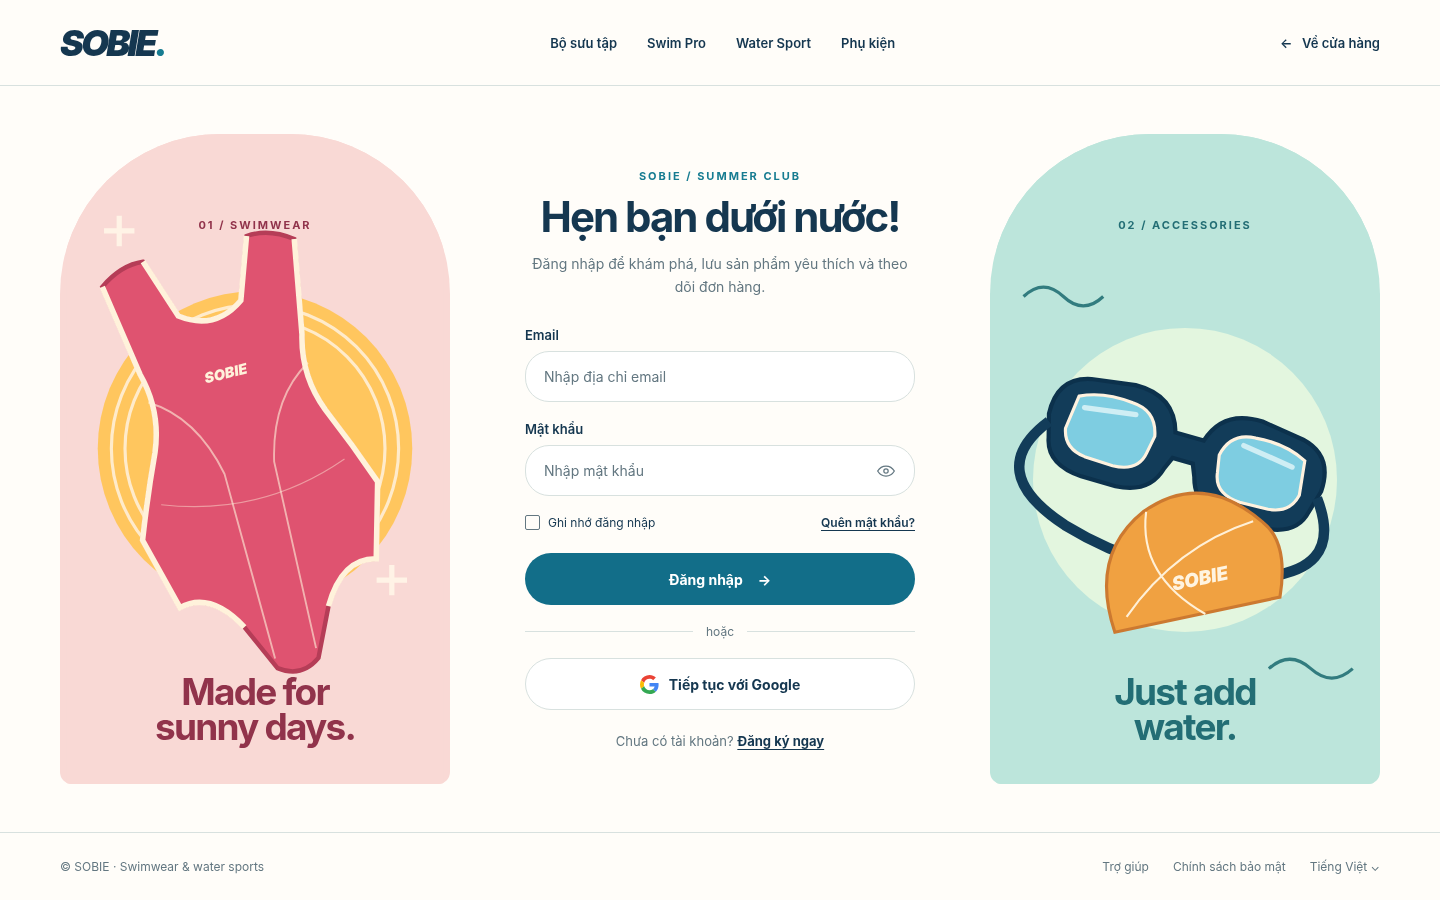 SOBIE.
Bộ sưu tập
Swim Pro
Water Sport
Phụ kiện
← Về cửa hàng
01 / SWIMWEAR
SOBIE
Made for
sunny days.
SOBIE / SUMMER CLUB
Hẹn bạn dưới nước!
Đăng nhập để khám phá, lưu sản phẩm yêu thích và theo
dõi đơn hàng.
Email
Nhập địa chỉ email
Mật khẩu
Nhập mật khẩu
Ghi nhớ đăng nhập
Quên mật khẩu?
Đăng nhập →
hoặc
Tiếp tục với Google
Chưa có tài khoản? Đăng ký ngay
02 / ACCESSORIES
SOBIE
Just add
water.
© SOBIE · Swimwear & water sports
Trợ giúp
Chính sách bảo mật
Tiếng Việt